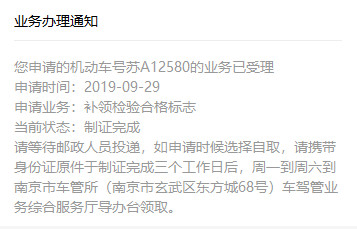 业务办理通知
您申请的机动车号苏A12580的业务已受理
申请时间：2019-09-29
申请业务：补领检验合格标志
当前状态：制证完成
请等待邮政人员投递，如申请时候选择自取，请携带
身份证原件于制证完成三个工作日后，周一到周六到
南京市车管所（南京市玄武区东方城68号）车驾管业
务综合服务厅导办台领取。